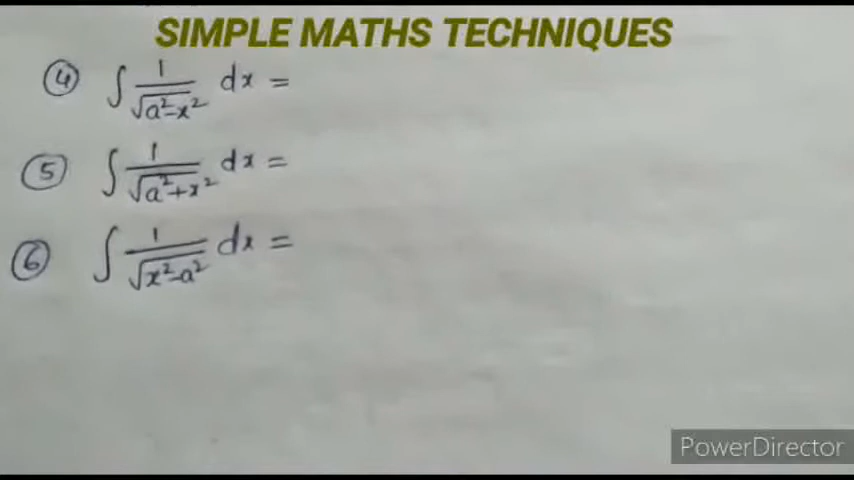 SIMPLE MATHS TECHNIQUES
④ ∫ 1/√(a²-x²) dx =
⑤ ∫ 1/√(a²+x²) dx =
⑥ ∫ 1/√(x²-a²) dx =
PowerDirector